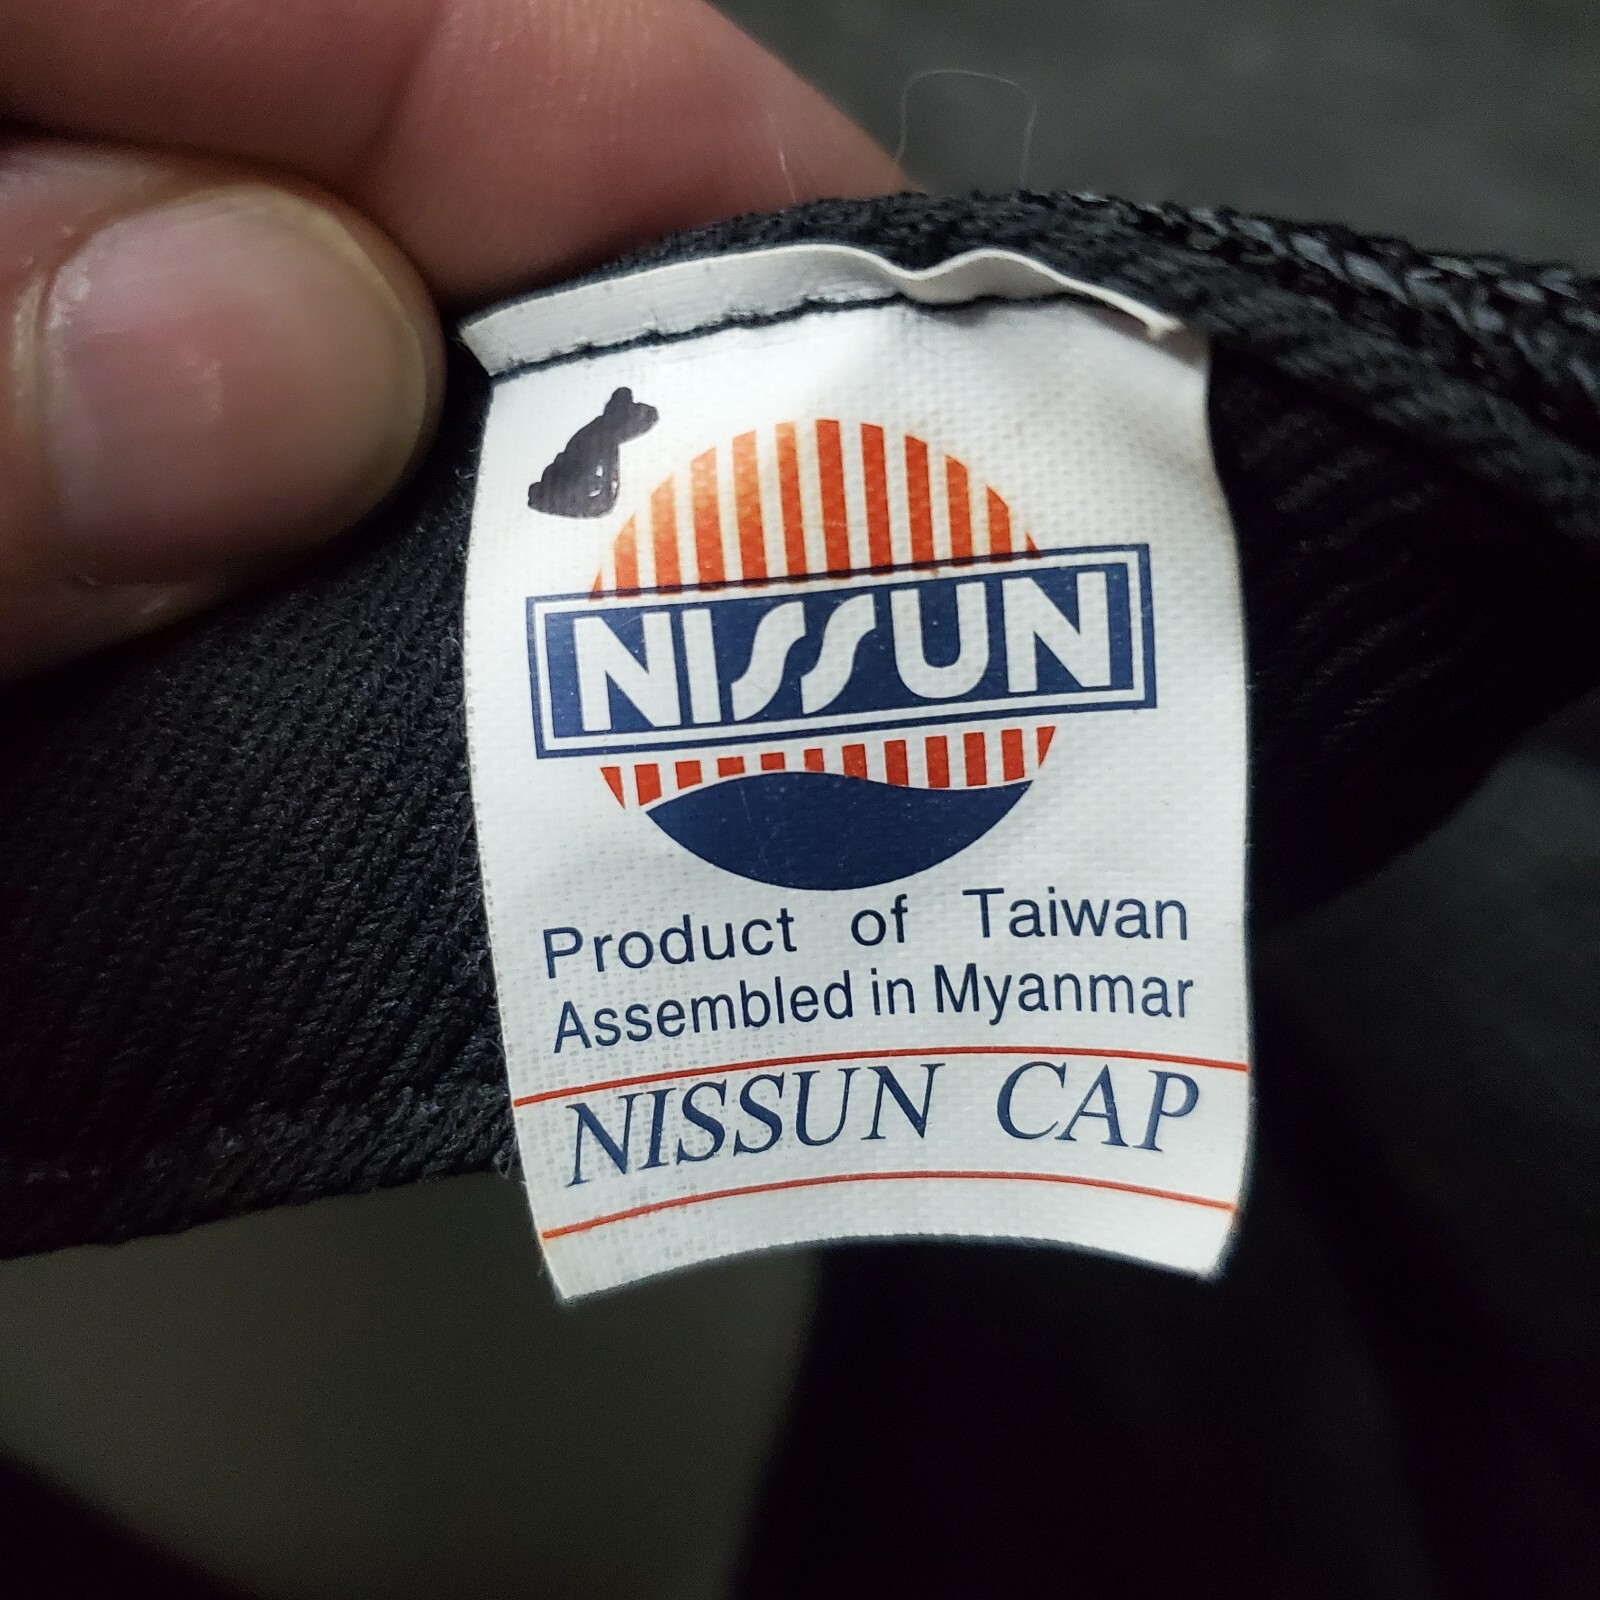 NISSUN
Product of Taiwan
Assembled in Myanmar
NISSUN CAP